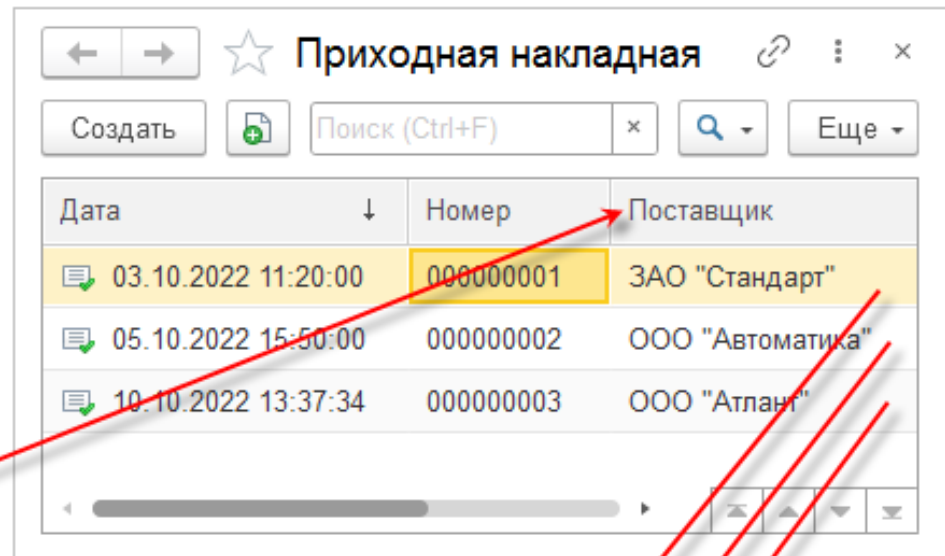 Приходная накладная
Создать Поиск (Ctrl+F) Еще
Дата Номер Поставщик
03.10.2022 11:20:00 000000001 ЗАО "Стандарт"
05.10.2022 15:50:00 000000002 ООО "Автоматика"
10.10.2022 13:37:34 000000003 ООО "Атлант"